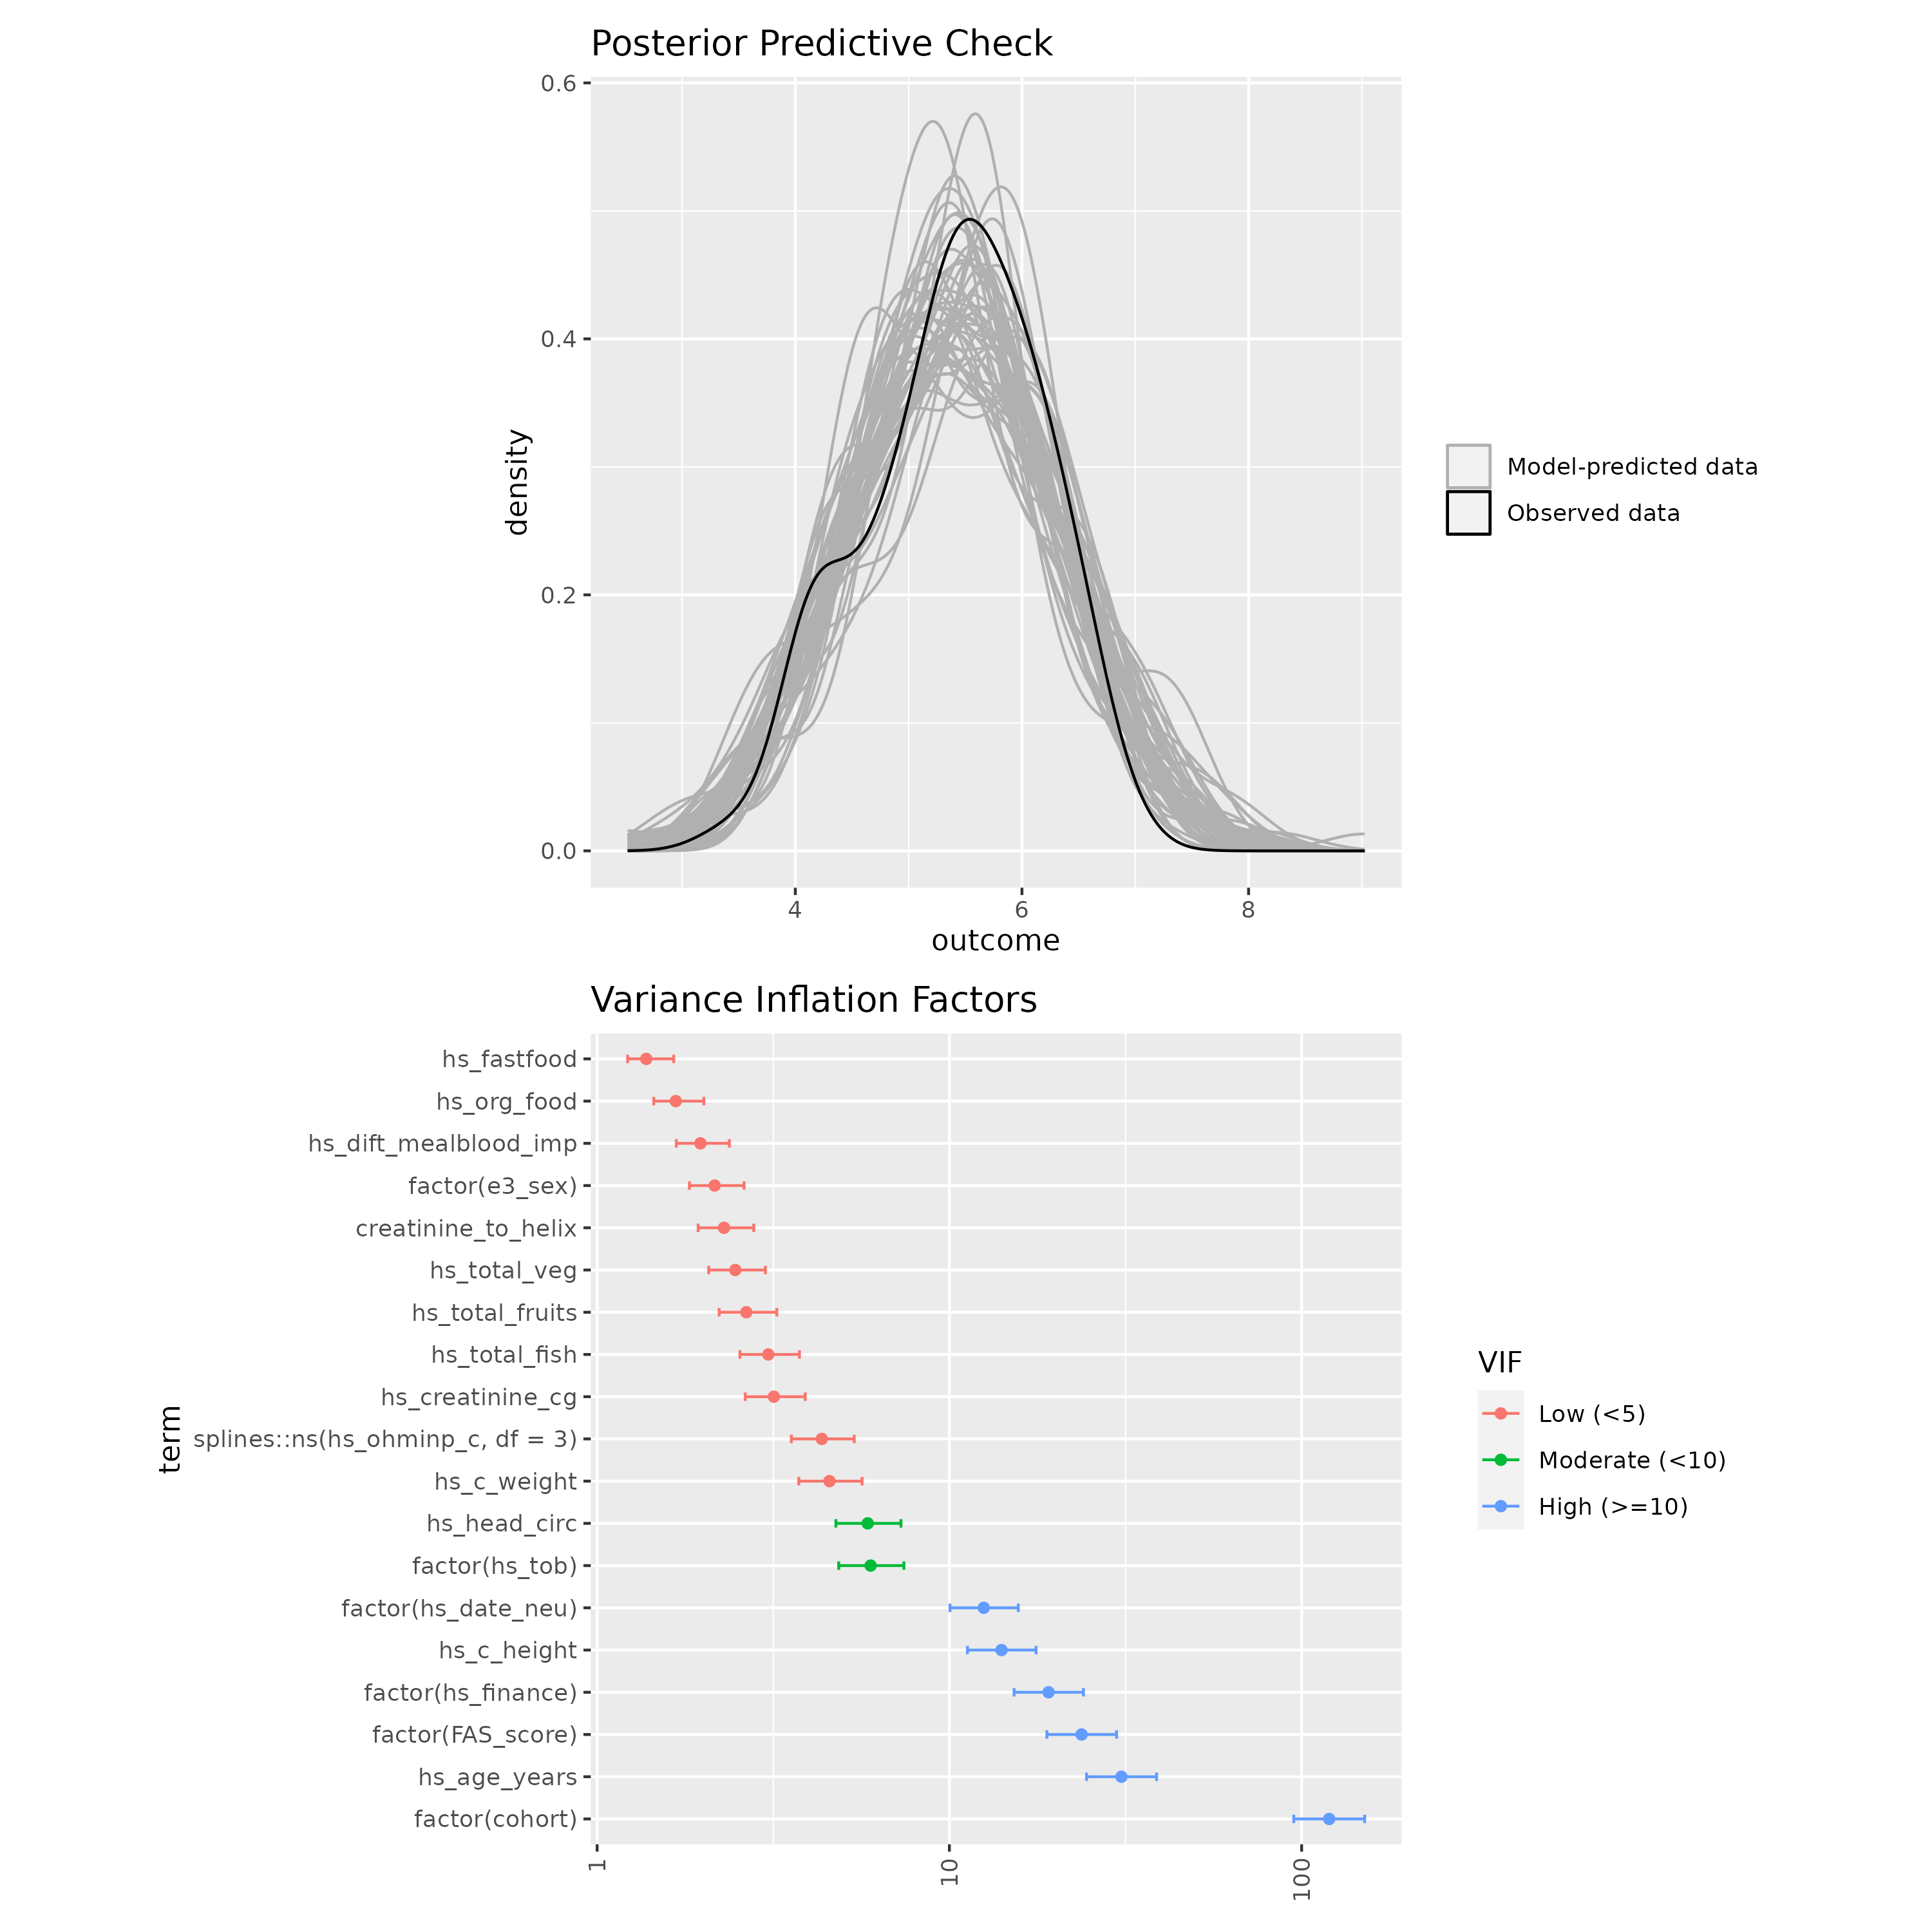 Posterior Predictive Check
0.6
0.4
0.2
0.0
density
4
6
8
outcome
Model-predicted data
Observed data
Variance Inflation Factors
term
hs_fastfood
hs_org_food
hs_dift_mealblood_imp
factor(e3_sex)
creatinine_to_helix
hs_total_veg
hs_total_fruits
hs_total_fish
hs_creatinine_cg
splines::ns(hs_ohminp_c, df = 3)
hs_c_weight
hs_head_circ
factor(hs_tob)
factor(hs_date_neu)
hs_c_height
factor(hs_finance)
factor(FAS_score)
hs_age_years
factor(cohort)
1
10
100
VIF
Low (<5)
Moderate (<10)
High (>=10)